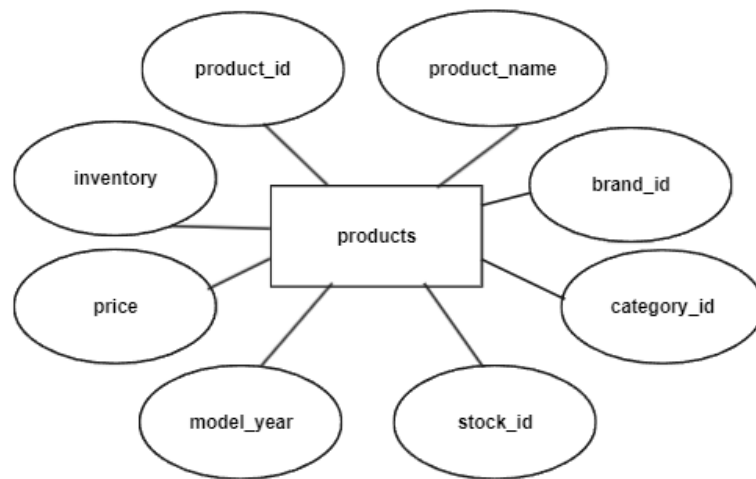 product_id
product_name
inventory
brand_id
products
price
category_id
model_year
stock_id